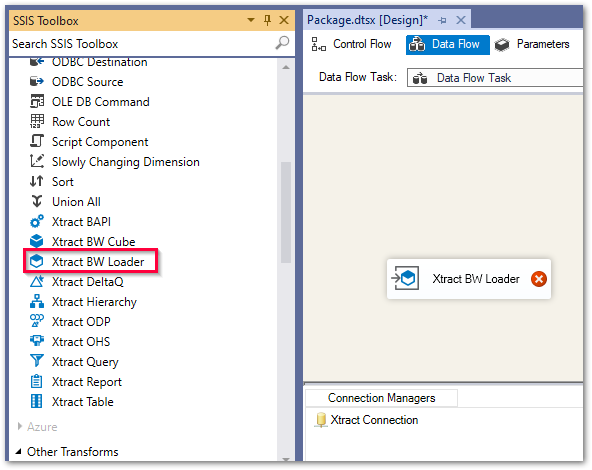 SSIS Toolbox
Search SSIS Toolbox
ODBC Destination
ODBC Source
OLE DB Command
Row Count
Script Component
Slowly Changing Dimension
Sort
Union All
Xtract BAPI
Xtract BW Cube
Xtract BW Loader
Xtract DeltaQ
Xtract Hierarchy
Xtract ODP
Xtract OHS
Xtract Query
Xtract Report
Xtract Table
Azure
Other Transforms
Package.dtsx [Design]*
Control Flow Data Flow Parameters
Data Flow Task: Data Flow Task
Xtract BW Loader
Connection Managers
Xtract Connection